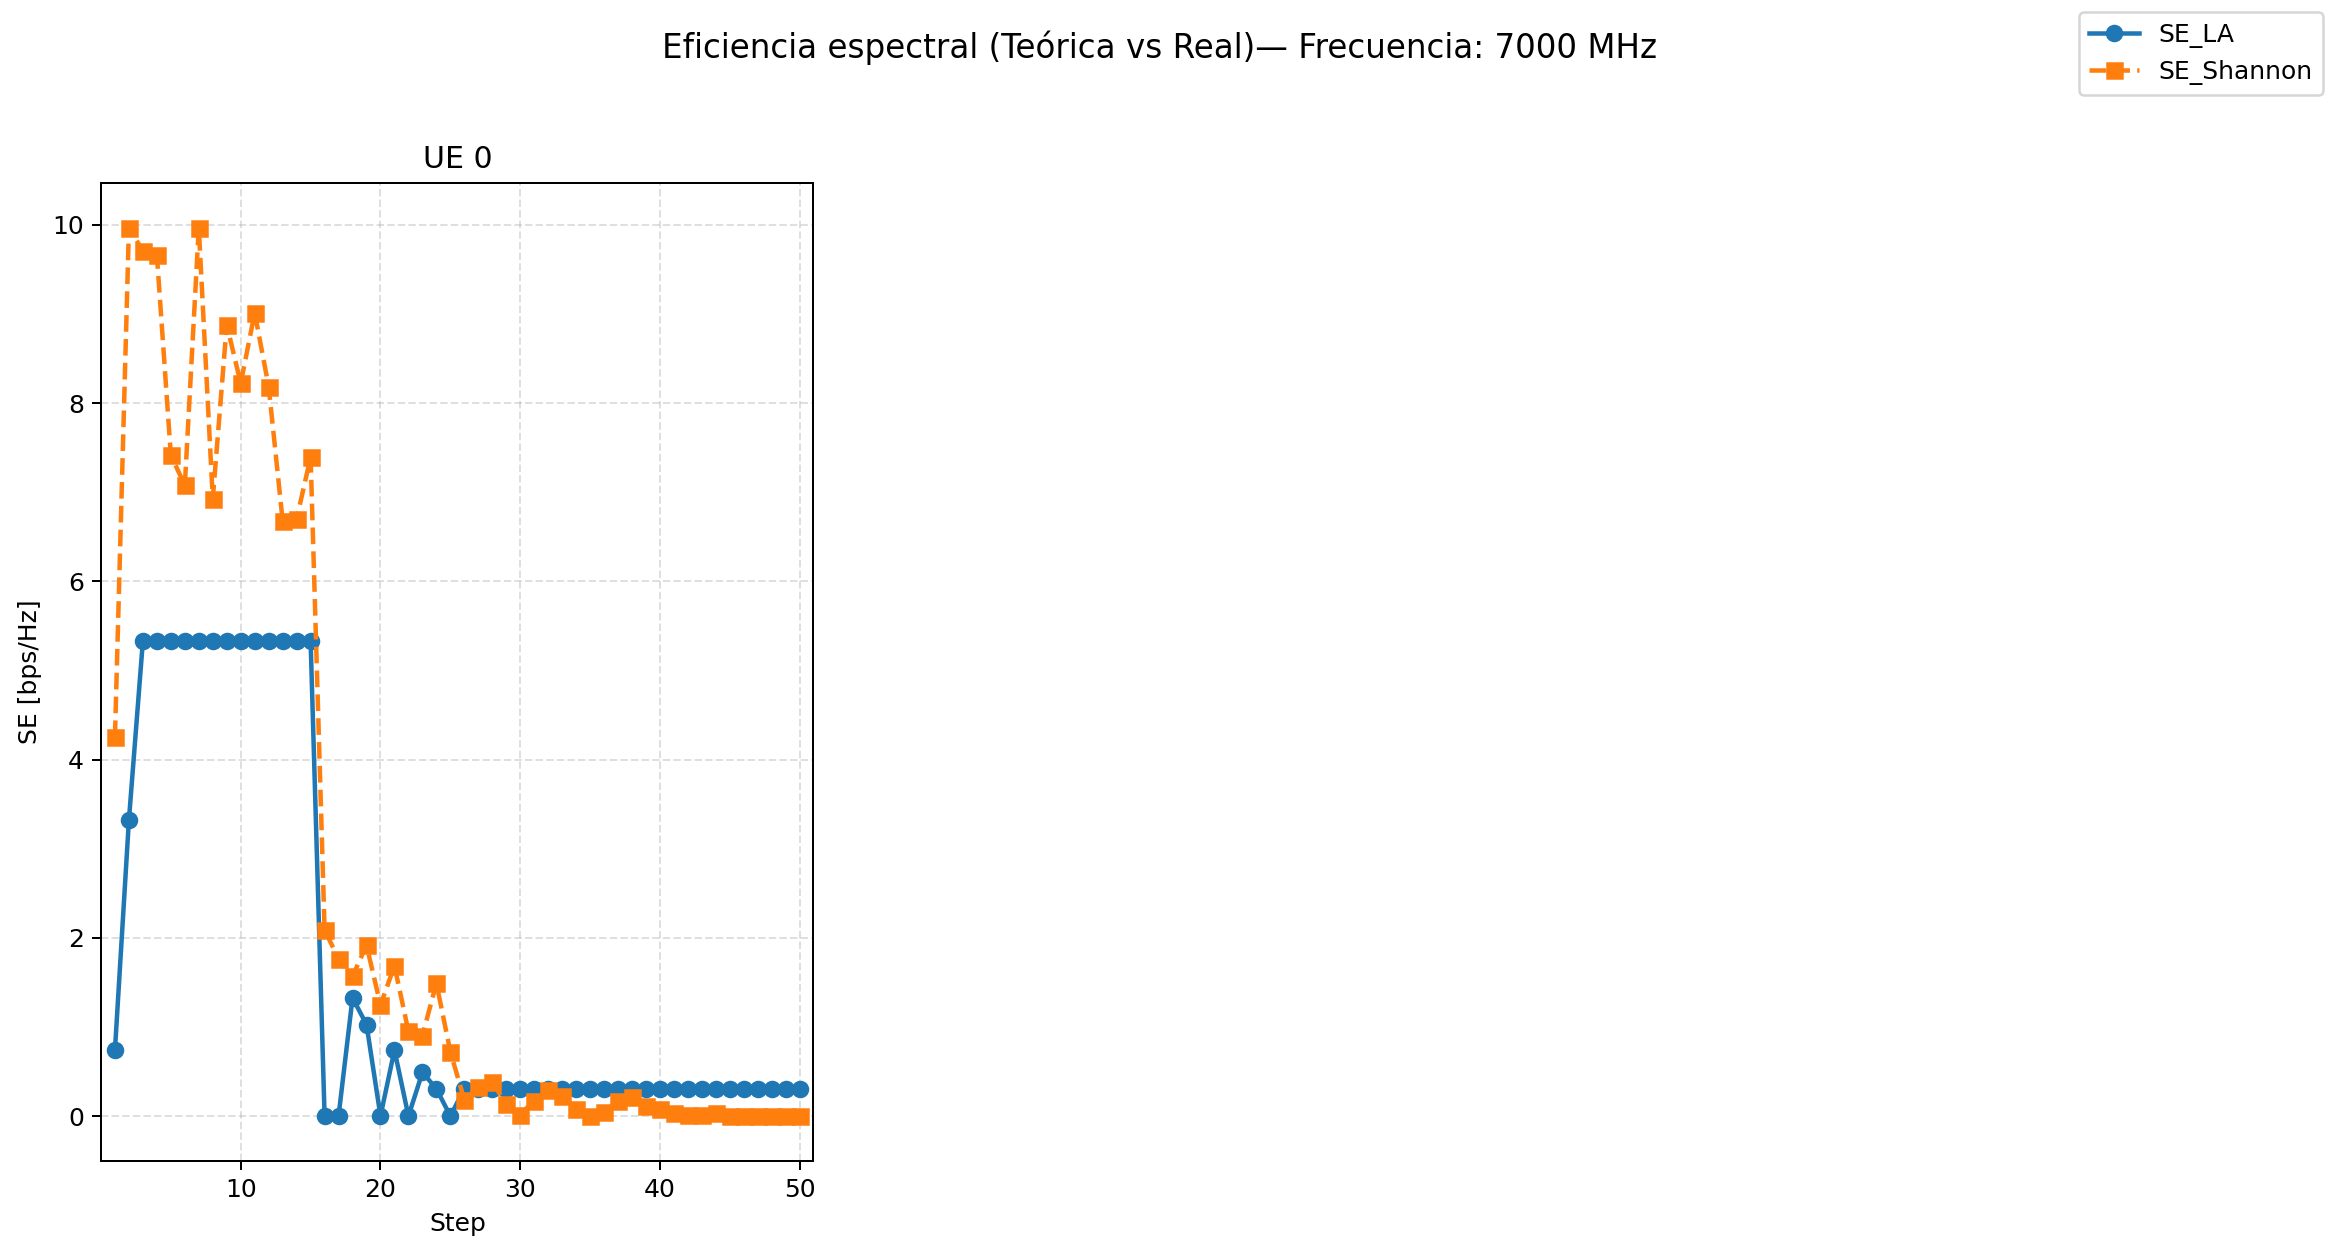 Eficiencia espectral (Teórica vs Real)— Frecuencia: 7000 MHz
SE_LA
SE_Shannon
UE 0
SE [bps/Hz]
10
8
6
4
2
0
10 20 30 40 50
Step